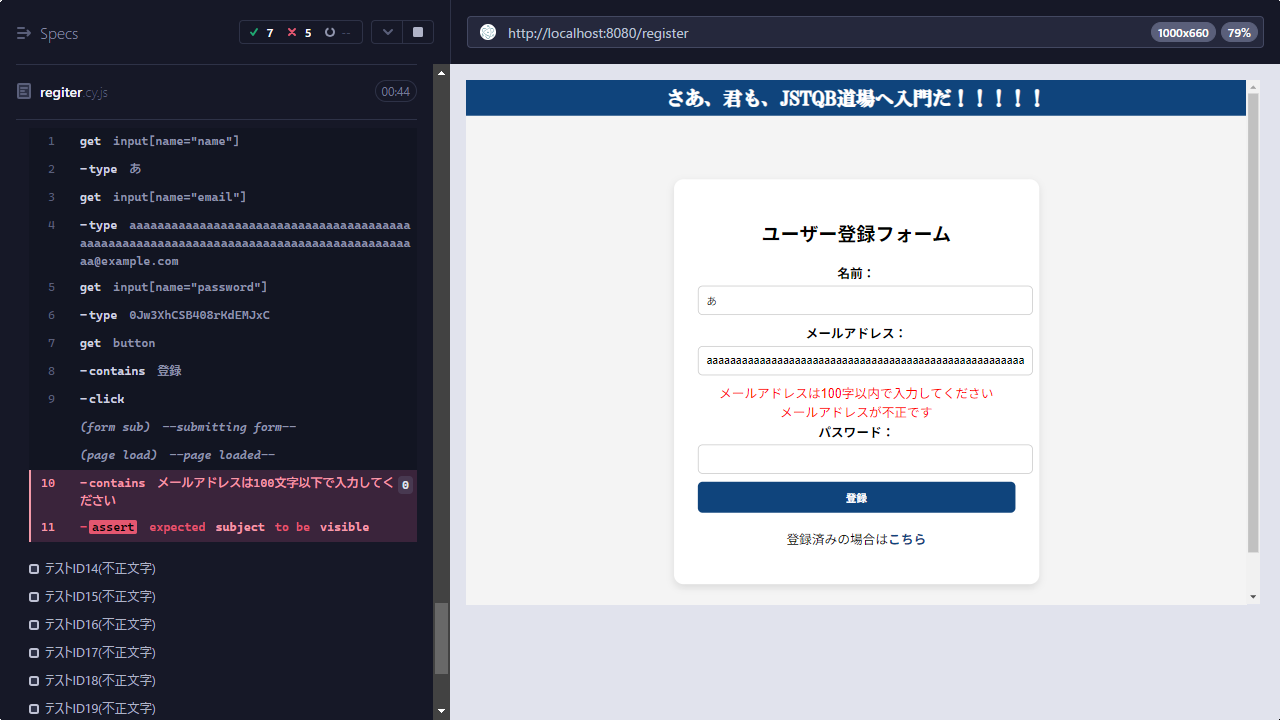 Specs
7 5 --
http://localhost:8080/register
1000x660 79%
regiter.cy.js 00:44
1 get input[name="name"]
2 -type あ
3 get input[name="email"]
4 -type aaaaaaaaaaaaaaaaaaaaaaaaaaaaaaaaaaaaaaaa
aaaaaaaaaaaaaaaaaaaaaaaaaaaaaaaaaaaaaaaaaaaaaaa
aa@example.com
5 get input[name="password"]
6 -type 0Jw3XhCSB408rKdEMJxC
7 get button
8 -contains 登録
9 -click
(form sub) --submitting form--
(page load) --page loaded--
10 -contains メールアドレスは100文字以下で入力してく
ださい
0
11 -assert expected subject to be visible
テストID14(不正文字)
テストID15(不正文字)
テストID16(不正文字)
テストID17(不正文字)
テストID18(不正文字)
テストID19(不正文字)
さあ、君も、JSTQB道場へ入門だ！！！！！
ユーザー登録フォーム
名前：
あ
メールアドレス：
aaaaaaaaaaaaaaaaaaaaaaaaaaaaaaaaaaaaaaaaaaaaaaaaaaaaa
メールアドレスは100字以内で入力してください
メールアドレスが不正です
パスワード：
登録
登録済みの場合はこちら